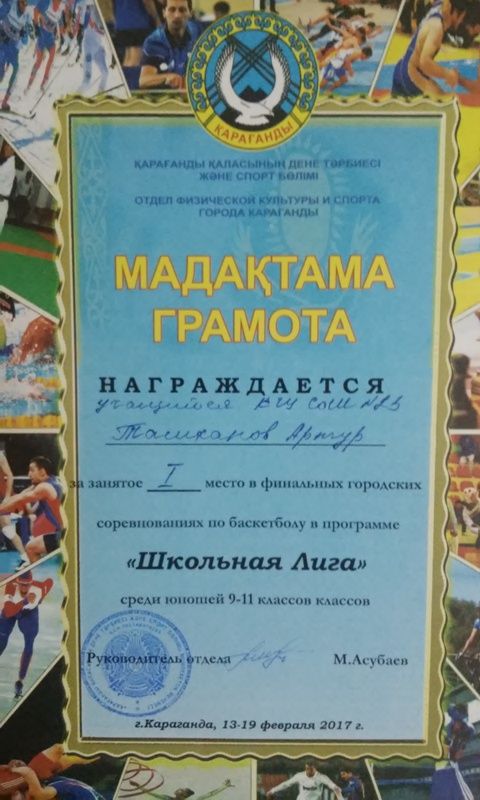 ҚАРАҒАНДЫ
ҚАРАҒАНДЫ ҚАЛАСЫНЫҢ ДЕНЕ ТӘРБИЕСІ
ЖӘНЕ СПОРТ БӨЛІМІ
ОТДЕЛ ФИЗИЧЕСКОЙ КУЛЬТУРЫ И СПОРТА
ГОРОДА КАРАГАНДЫ
МАДАҚТАМА
ГРАМОТА
НАГРАЖДАЕТСЯ
учащийся СОШ
Артур
за занятое I место в финальных городских
соревнованиях по баскетболу в программе
«Школьная Лига»
среди юношей 9-11 классов классов
Руководитель отдела М.Асубаев
г.Караганда, 13-19 февраля 2017 г.